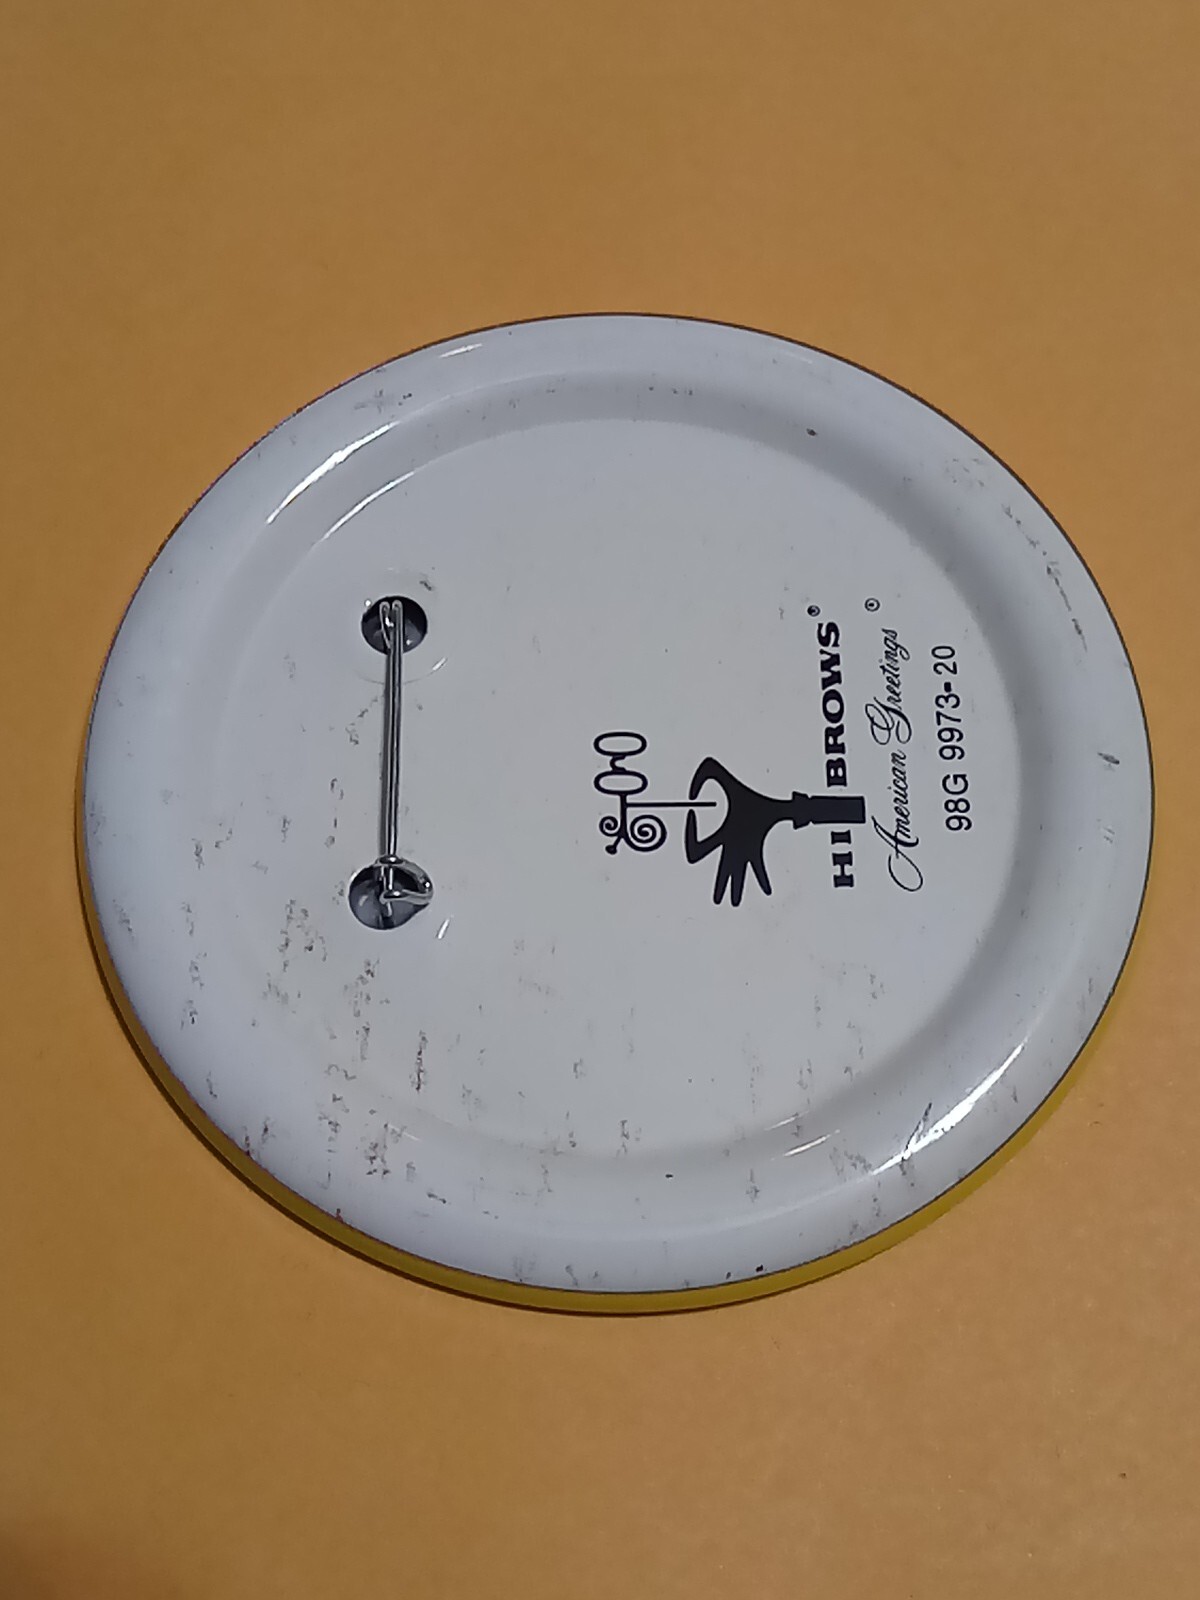 HI BROWS®
American Greetings ©
98G 9973-20